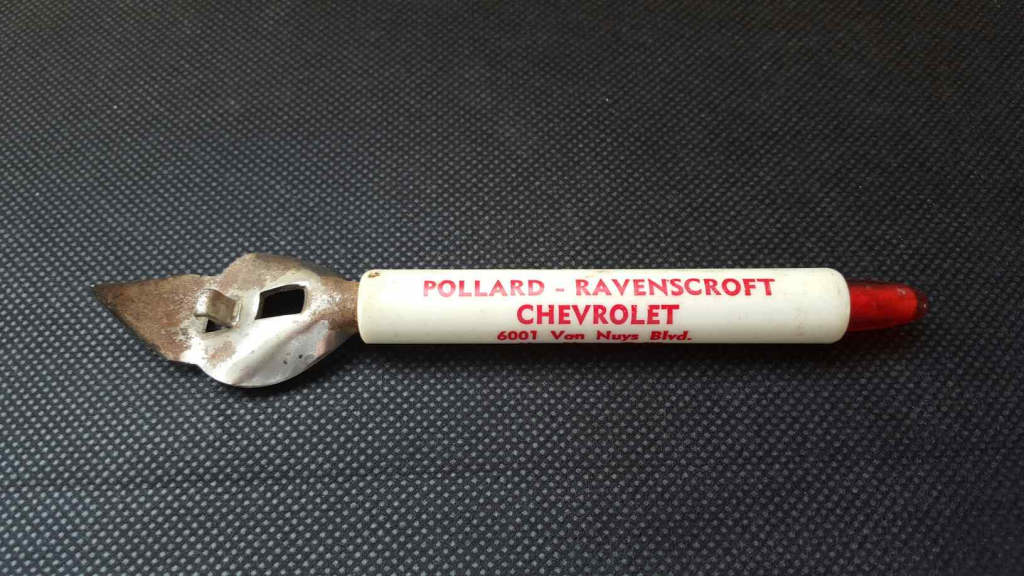 POLLARD - RAVENSCROFT
CHEVROLET
6001 Van Nuys Blvd.